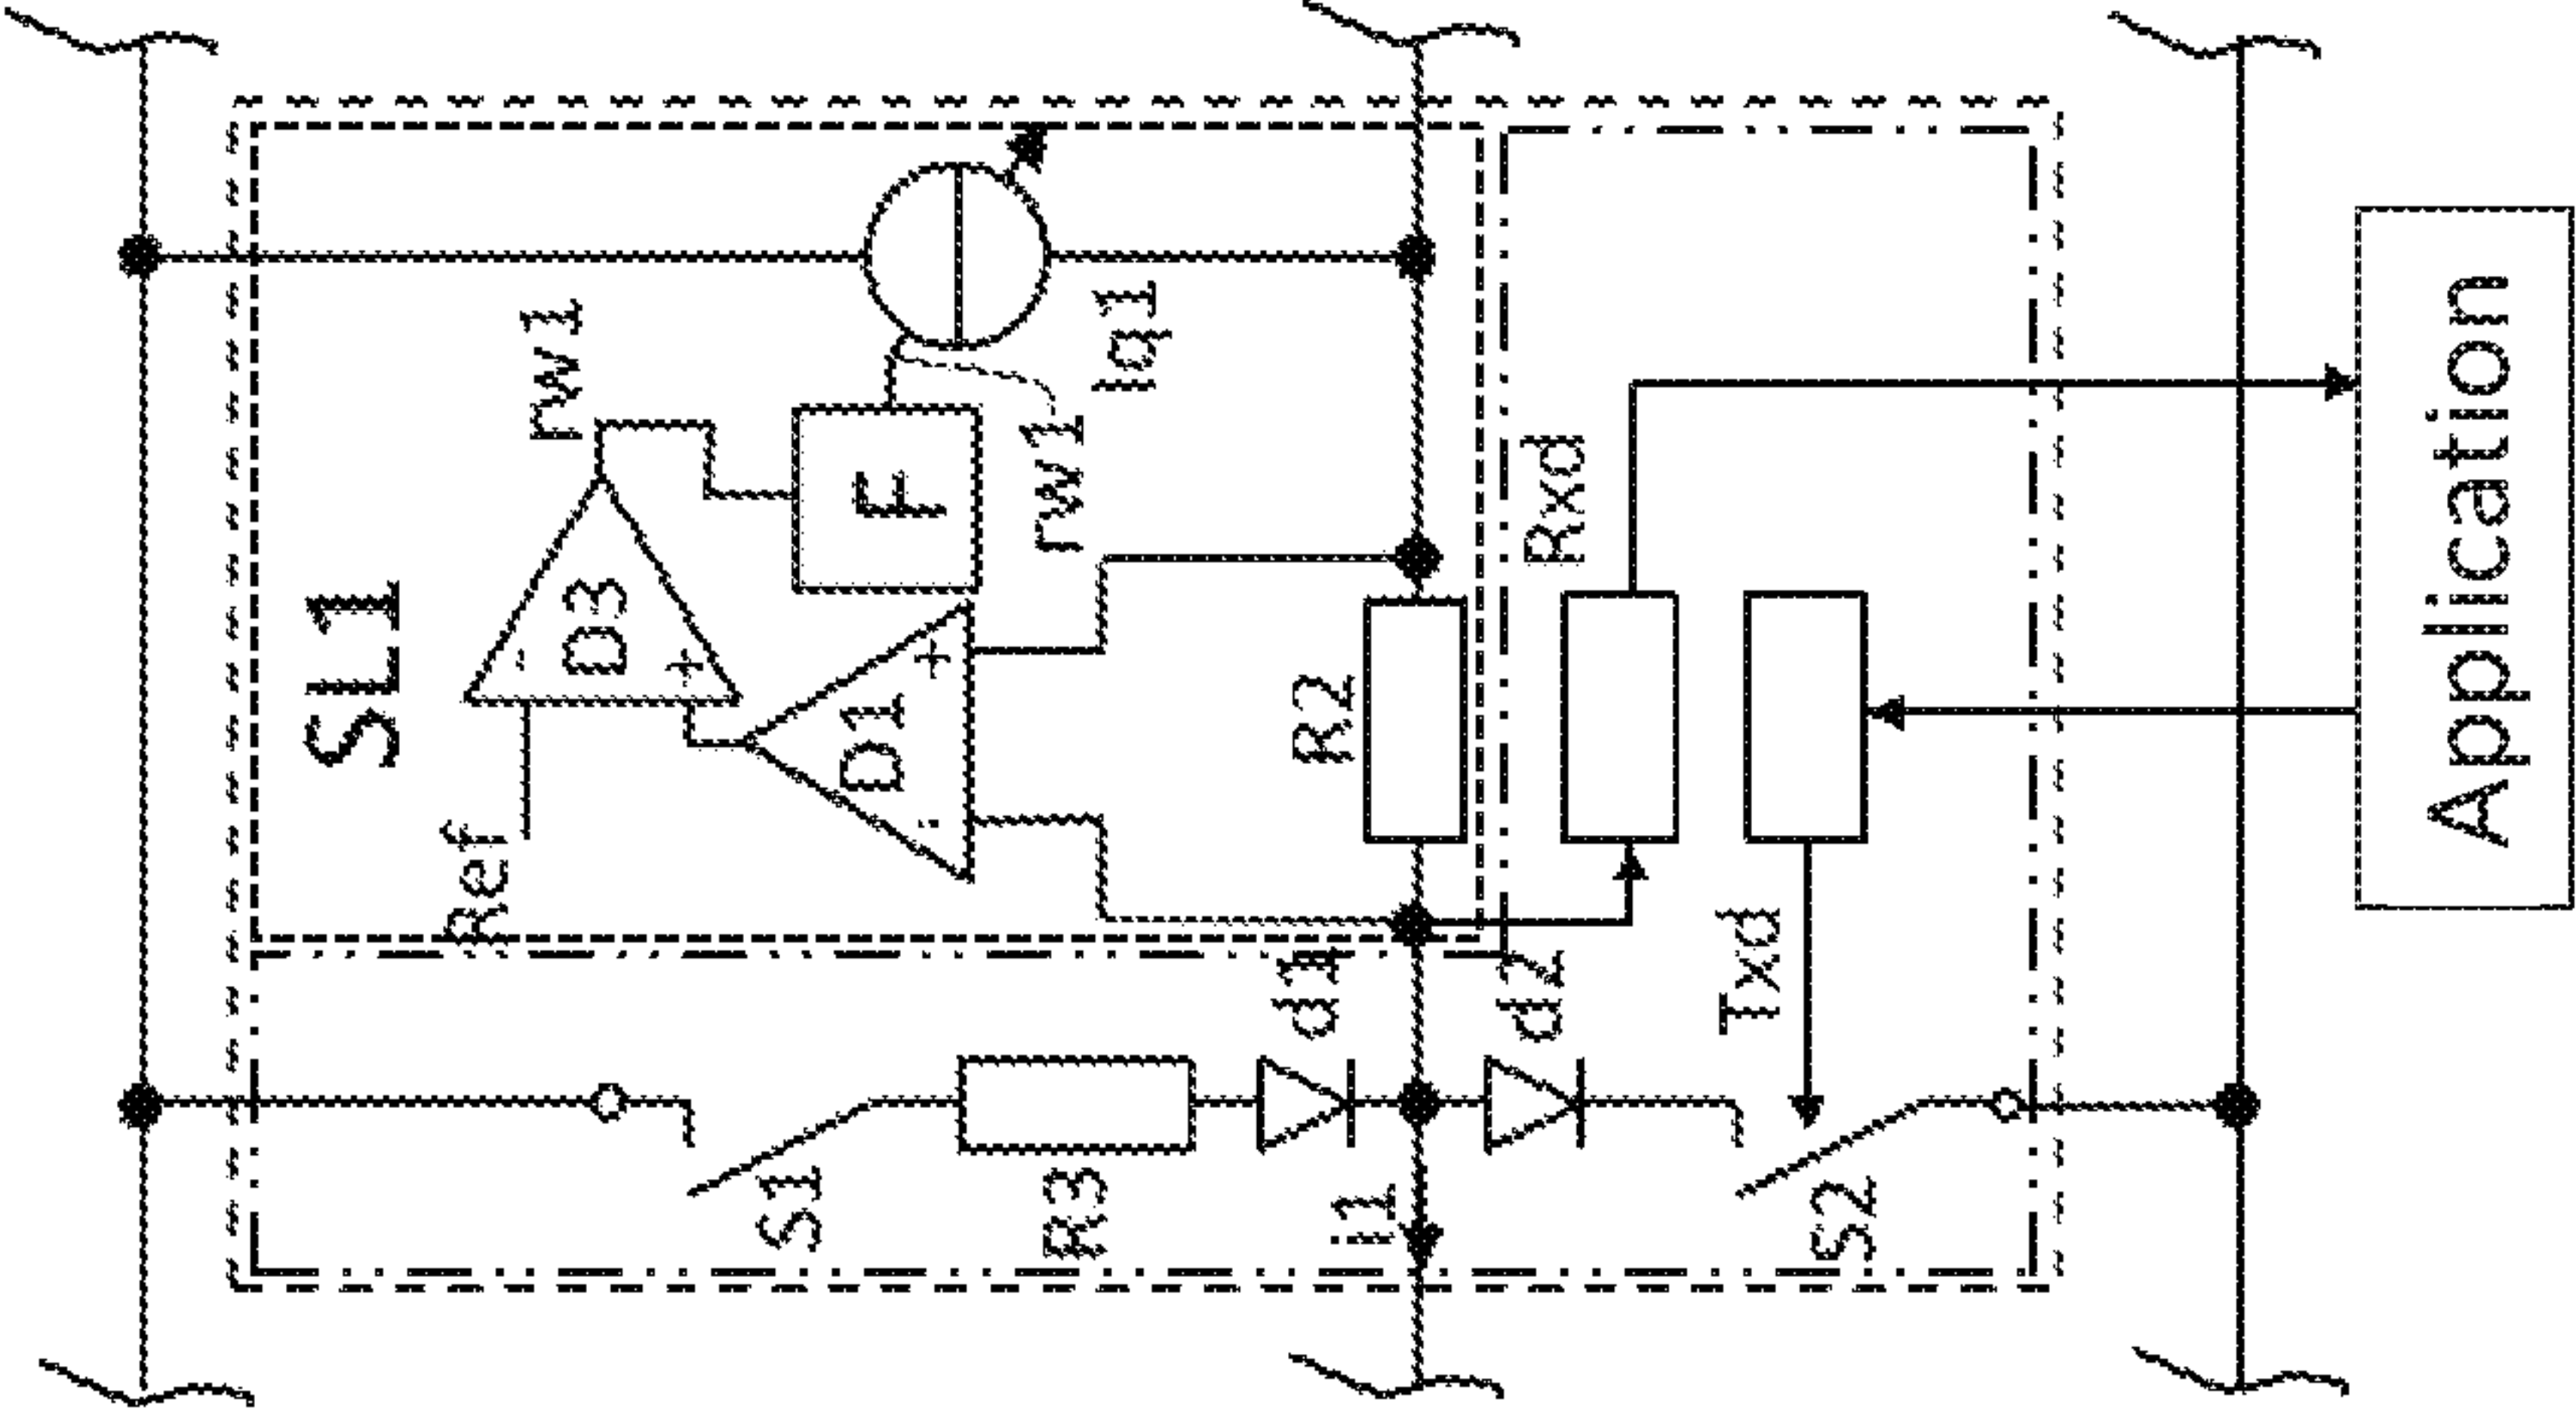 SL1
Ref
-
D3
+
rw1
-
D1
+
F
rw1
Iq1
R2
S1
R3
d1
i1
d2
S2
Rxd
Txd
Application